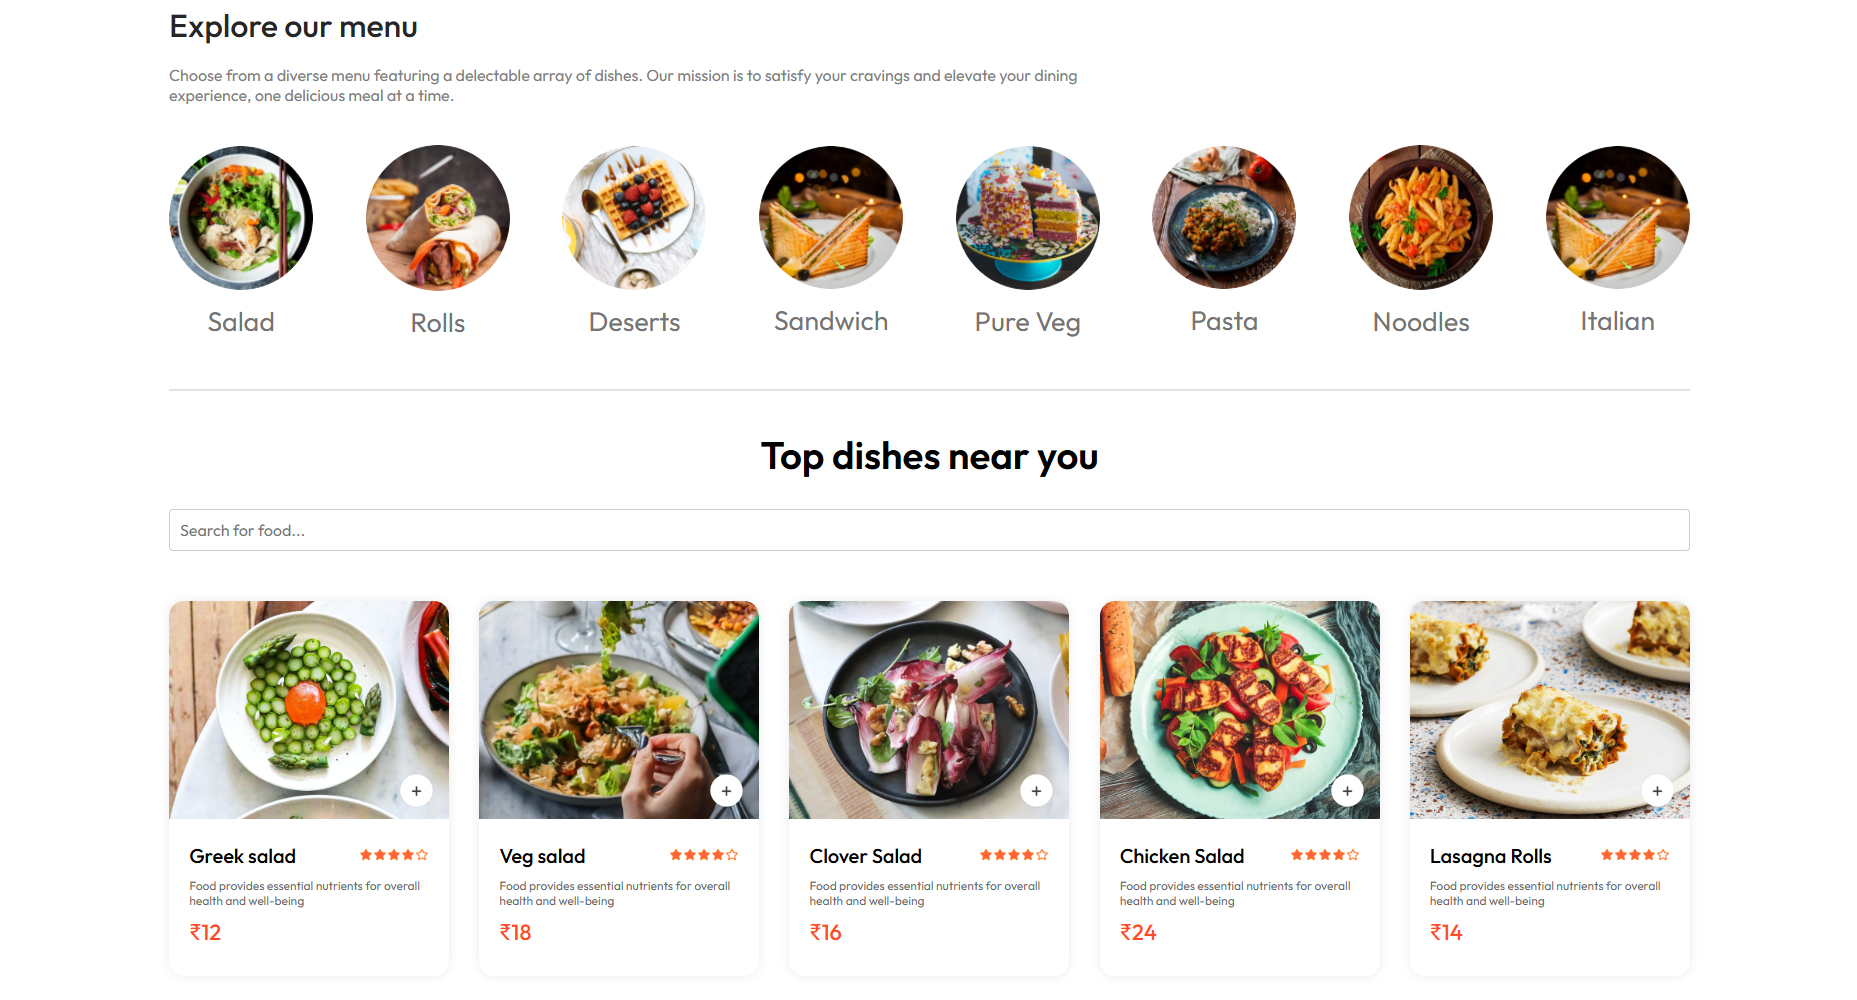 Explore our menu
Choose from a diverse menu featuring a delectable array of dishes. Our mission is to satisfy your cravings and elevate your dining
experience, one delicious meal at a time.
Salad
Rolls
Deserts
Sandwich
Pure Veg
Pasta
Noodles
Italian
Top dishes near you
Search for food...
Greek salad
Food provides essential nutrients for overall
health and well-being
₹12
Veg salad
Food provides essential nutrients for overall
health and well-being
₹18
Clover Salad
Food provides essential nutrients for overall
health and well-being
₹16
Chicken Salad
Food provides essential nutrients for overall
health and well-being
₹24
Lasagna Rolls
Food provides essential nutrients for overall
health and well-being
₹14